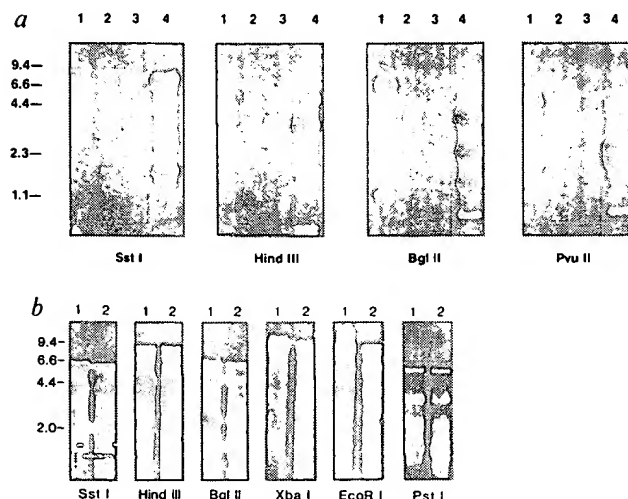 a
1 2 3 4 1 2 3 4 1 2 3 4 1 2 3 4
9.4–
6.6–
4.4–
2.3–
1.1–
Sst I Hind III Bgl II Pvu II
b
1 2 1 2 1 2 1 2 1 2 1 2
9.4–
6.6–
4.4–
2.0–
Sst I Hind III Bgl II Xba I EcoR I Pst I